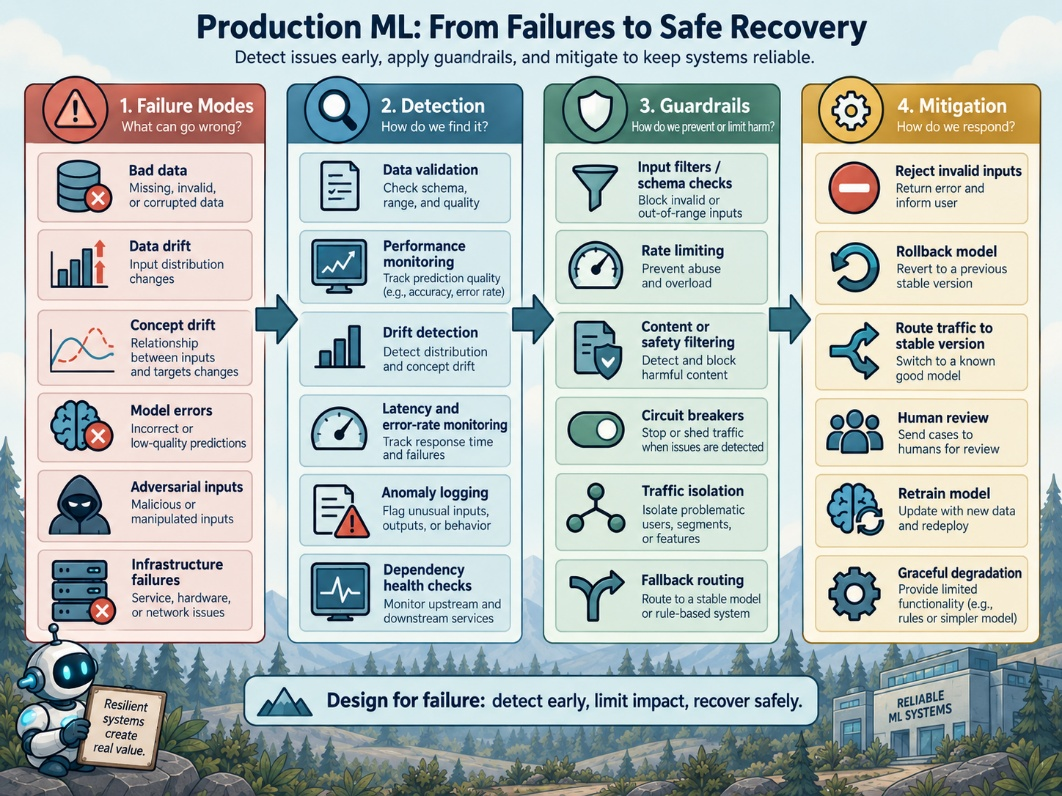 Production ML: From Failures to Safe Recovery
Detect issues early, apply guardrails, and mitigate to keep systems reliable.
1. Failure Modes
What can go wrong?
Bad data
Missing, invalid,
or corrupted data
Data drift
Input distribution
changes
Concept drift
Relationship
between inputs
and targets changes
Model errors
Incorrect or
low-quality predictions
Adversarial inputs
Malicious or
manipulated inputs
Infrastructure
failures
Service, hardware,
or network issues
2. Detection
How do we find it?
Data validation
Check schema,
range, and quality
Performance
monitoring
Track prediction quality
(e.g., accuracy, error rate)
Drift detection
Detect distribution
and concept drift
Latency and
error-rate monitoring
Track response time
and failures
Anomaly logging
Flag unusual inputs,
outputs, or behavior
Dependency
health checks
Monitor upstream and
downstream services
3. Guardrails
How do we prevent or limit harm?
Input filters /
schema checks
Block invalid or
out-of-range inputs
Rate limiting
Prevent abuse
and overload
Content or
safety filtering
Detect and block
harmful content
Circuit breakers
Stop or shed traffic
when issues are detected
Traffic isolation
Isolate problematic
users, segments,
or features
Fallback routing
Route to a stable model
or rule-based system
4. Mitigation
How do we respond?
Reject invalid inputs
Return error and
inform user
Rollback model
Revert to a previous
stable version
Route traffic to
stable version
Switch to a known
good model
Human review
Send cases to
humans for review
Retrain model
Update with new data
and redeploy
Graceful degradation
Provide limited
functionality (e.g.,
rules or simpler model)
Resilient
systems
create
real value.
Design for failure: detect early, limit impact, recover safely.
RELIABLE
ML SYSTEMS